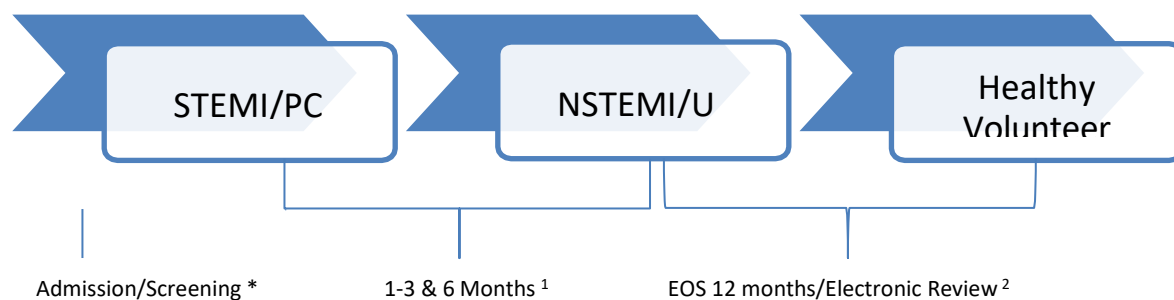 STEMI/PC
NSTEMI/U
Healthy
Volunteer
Admission/Screening *
1-3 & 6 Months ¹
EOS 12 months/Electronic Review ²